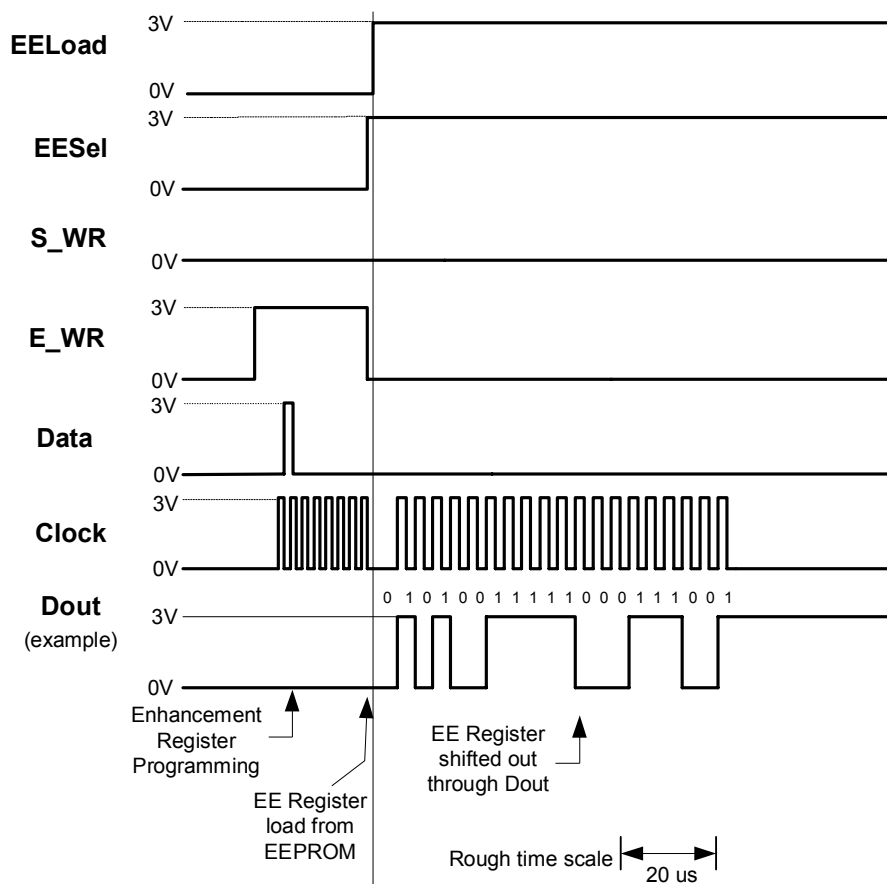 3V
EELoad
0V
3V
EESel
0V
S_WR
0V
3V
E_WR
0V
3V
Data
0V
3V
Clock
0V
Dout
0 1 0 1 0 0 1 1 1 1 1 0 0 0 1 1 1 0 0 1
(example)
3V
0V
Enhancement
Register
Programming
EE Register
shifted out
through Dout
EE Register
load from
EEPROM
Rough time scale
20 us